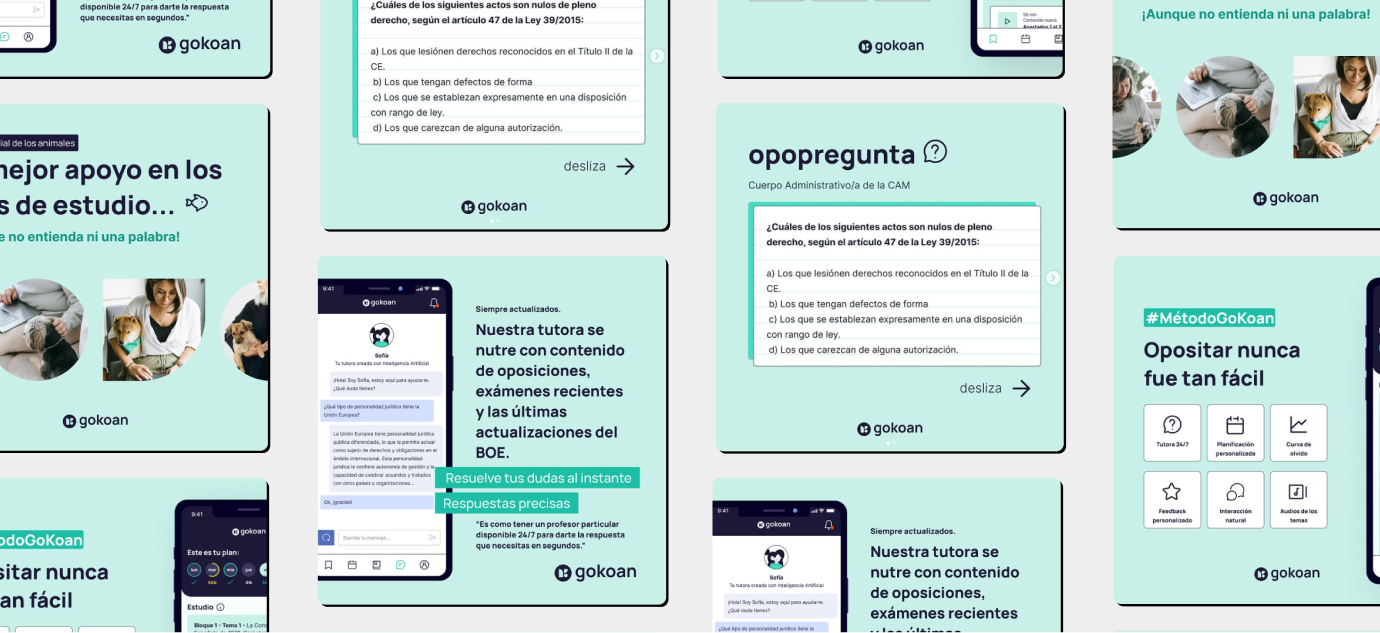 disponible 24/7 para darte la respuesta
que necesitas en segundos."
gokoan
ial de los animales
nejor apoyo en los
s de estudio...
e no entienda ni una palabra!
gokoan
odoGoKoan
sitar nunca
an fácil
9:41
gokoan
Este es tu plan:
lun mar mie jue
55% 0%
Estudio
Bloque 1 - Tema 1 - La Cons
¿Cuáles de los siguientes actos son nulos de pleno
derecho, según el artículo 47 de la Ley 39/2015:
a) Los que lesiónen derechos reconocidos en el Título II de la
CE.
b) Los que tengan defectos de forma
c) Los que se establezan expresamente en una disposición
con rango de ley.
d) Los que carezcan de alguna autorización.
desliza
gokoan
9:41
gokoan
Sofía
Tu tutora creada con Inteligencia Artificial
¡Hola! Soy Sofía, estoy aquí para ayudarte.
¿Qué duda tienes?
¿Qué tipo de personalidad jurídica tiene la
Unión Europea?
La Unión Europea tiene personalidad jurídica
pública diferenciada, lo que le permite actuar
como sujeto de derechos y obligaciones en el
ámbito internacional. Esta personalidad
jurídica le confiere autonomía de gestión y la
capacidad de celebrar acuerdos y tratados
con otros países u organizaciones...
Ok, ¡gracias!
Escribe tu mensaje...
Siempre actualizados.
Nuestra tutora se
nutre con contenido
de oposiciones,
exámenes recientes
y las últimas
actualizaciones del
BOE.
Resuelve tus dudas al instante
Respuestas precisas
"Es como tener un profesor particular
disponible 24/7 para darte la respuesta
que necesitas en segundos."
gokoan
gokoan
50 min
Contenido nuevo
Apartados 1 al 2
opopregunta
Cuerpo Administrativo/a de la CAM
¿Cuáles de los siguientes actos son nulos de pleno
derecho, según el artículo 47 de la Ley 39/2015:
a) Los que lesiónen derechos reconocidos en el Título II de la
CE.
b) Los que tengan defectos de forma
c) Los que se establezan expresamente en una disposición
con rango de ley.
d) Los que carezcan de alguna autorización.
desliza
gokoan
9:41
gokoan
Sofía
Tu tutora creada con Inteligencia Artificial
¡Hola! Soy Sofía, estoy aquí para ayudarte.
¿Qué duda tienes?
¿Qué tipo de personalidad jurídica tiene la
Siempre actualizados.
Nuestra tutora se
nutre con contenido
de oposiciones,
exámenes recientes
y las últimas
¡Aunque no entienda ni una palabra!
gokoan
#MétodoGoKoan
Opositar nunca
fue tan fácil
Tutora 24/7
Planificación
personalizada
Curva de
olvido
Feedback
personalizado
Interacción
natural
Audios de los
temas
gokoan